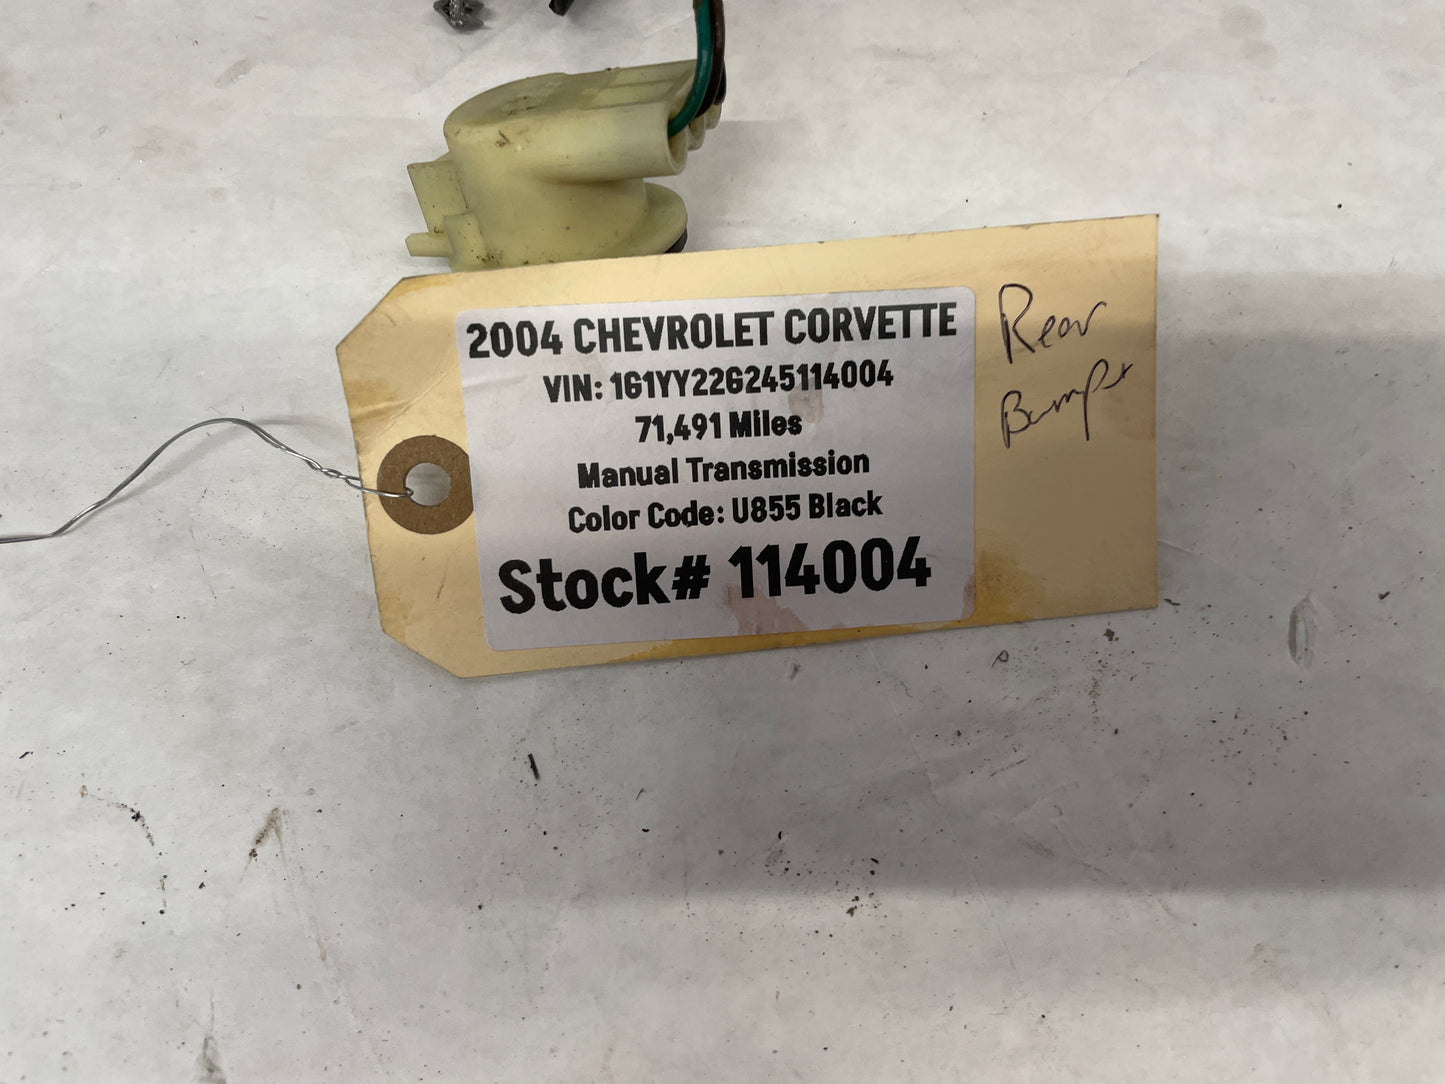 2004 CHEVROLET CORVETTE
VIN: 1G1YY22G245114004
71,491 Miles
Manual Transmission
Color Code: U855 Black
Stock# 114004
Rear
Bumper